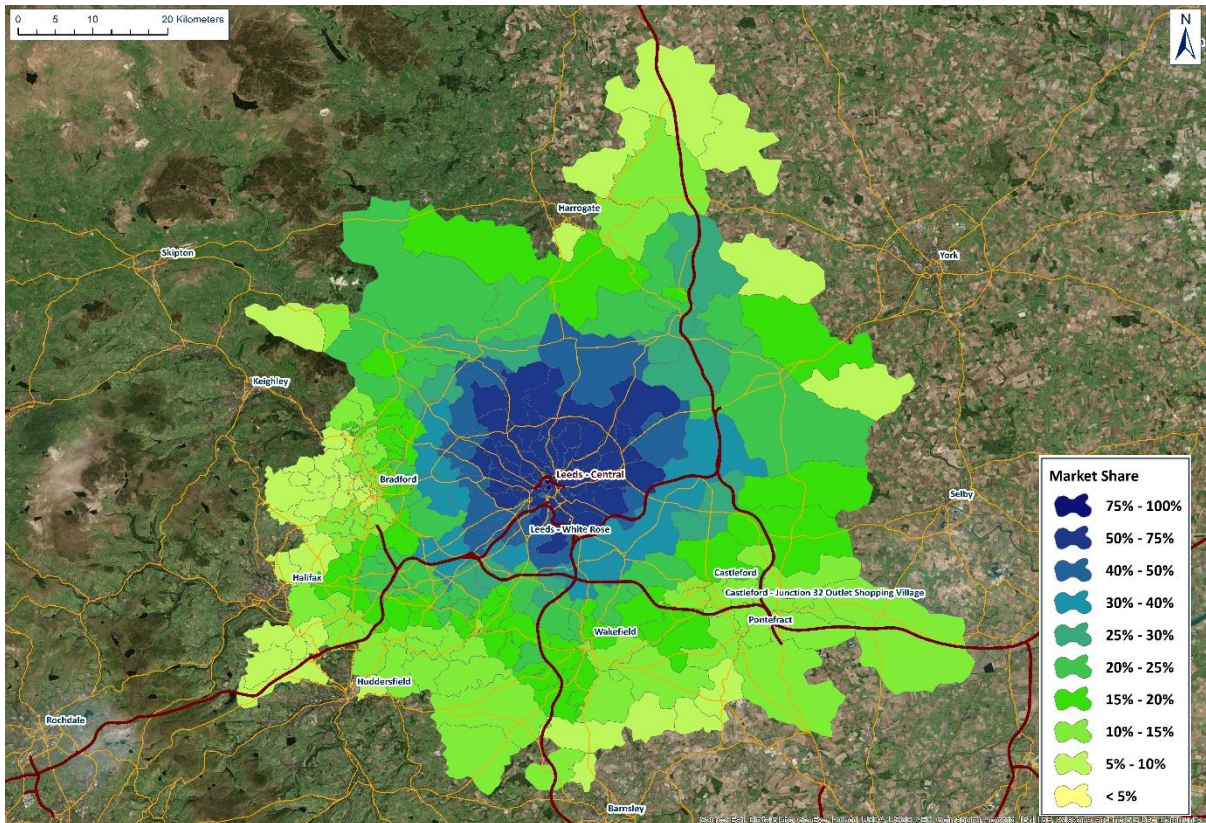 0 5 10 20 Kilometers
N
Harrogate
Skipton
York
Keighley
Leeds - Central
Bradford
Selby
Leeds - White Rose
Castleford
Halifax
Castleford - Junction 32 Outlet Shopping Village
Pontefract
Wakefield
Huddersfield
Rochdale
Barnsley
Market Share
75% - 100%
50% - 75%
40% - 50%
30% - 40%
25% - 30%
20% - 25%
15% - 20%
10% - 15%
5% - 10%
< 5%